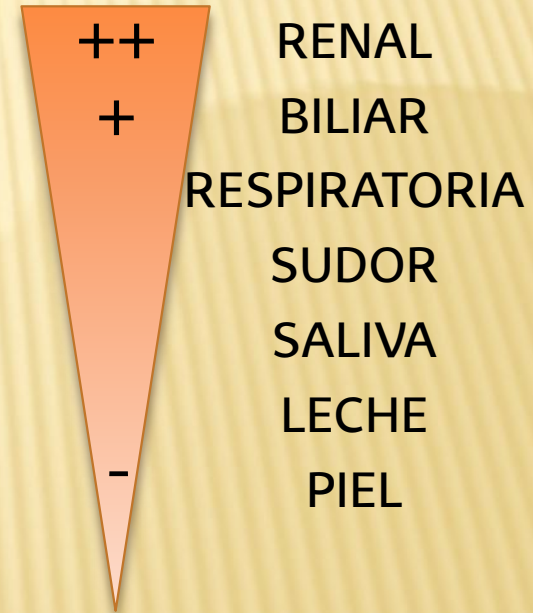 ++ RENAL
+ BILIAR
RESPIRATORIA
SUDOR
SALIVA
LECHE
- PIEL